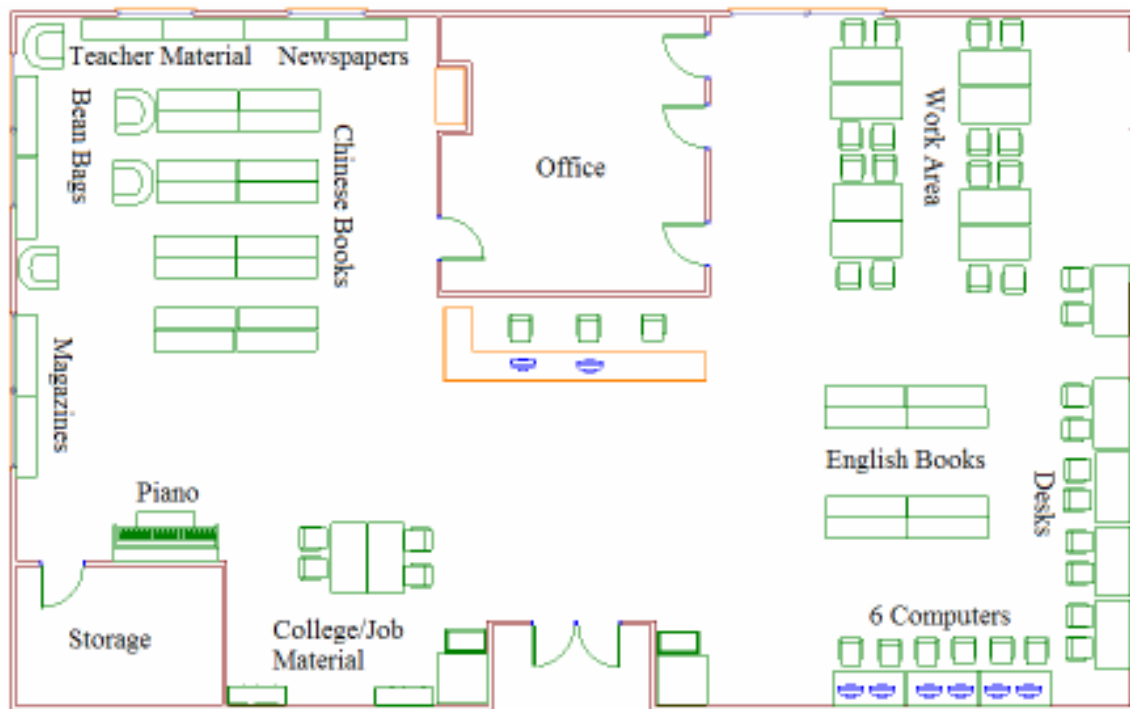 Teacher Material
Newspapers
Bean Bags
Chinese Books
Office
Work Area
Magazines
English Books
Desks
Piano
6 Computers
Storage
College/Job
Material